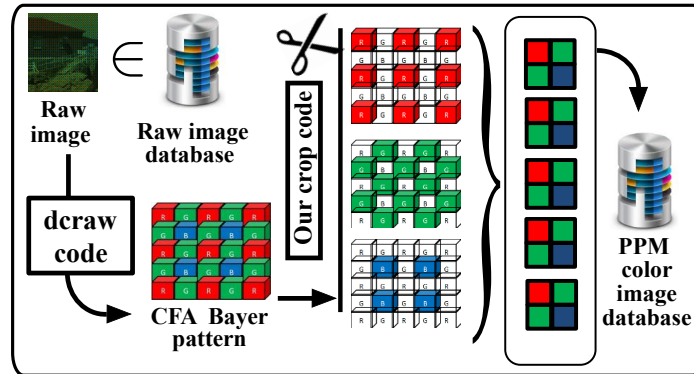 Raw
image
Raw image
database
dcraw
code
R G R G R
G B G B G
R G R G R
G B G B G
R G R G R
CFA Bayer
pattern
Our crop code
R G R G R
G B G B G
R G R G R
G B G B G
R G R G R
R G R G R
G B G B G
R G R G R
G B G B G
R G R G R
R G R G R
G B G B G
R G R G R
G B G B G
R G R G R
PPM
color
image
database